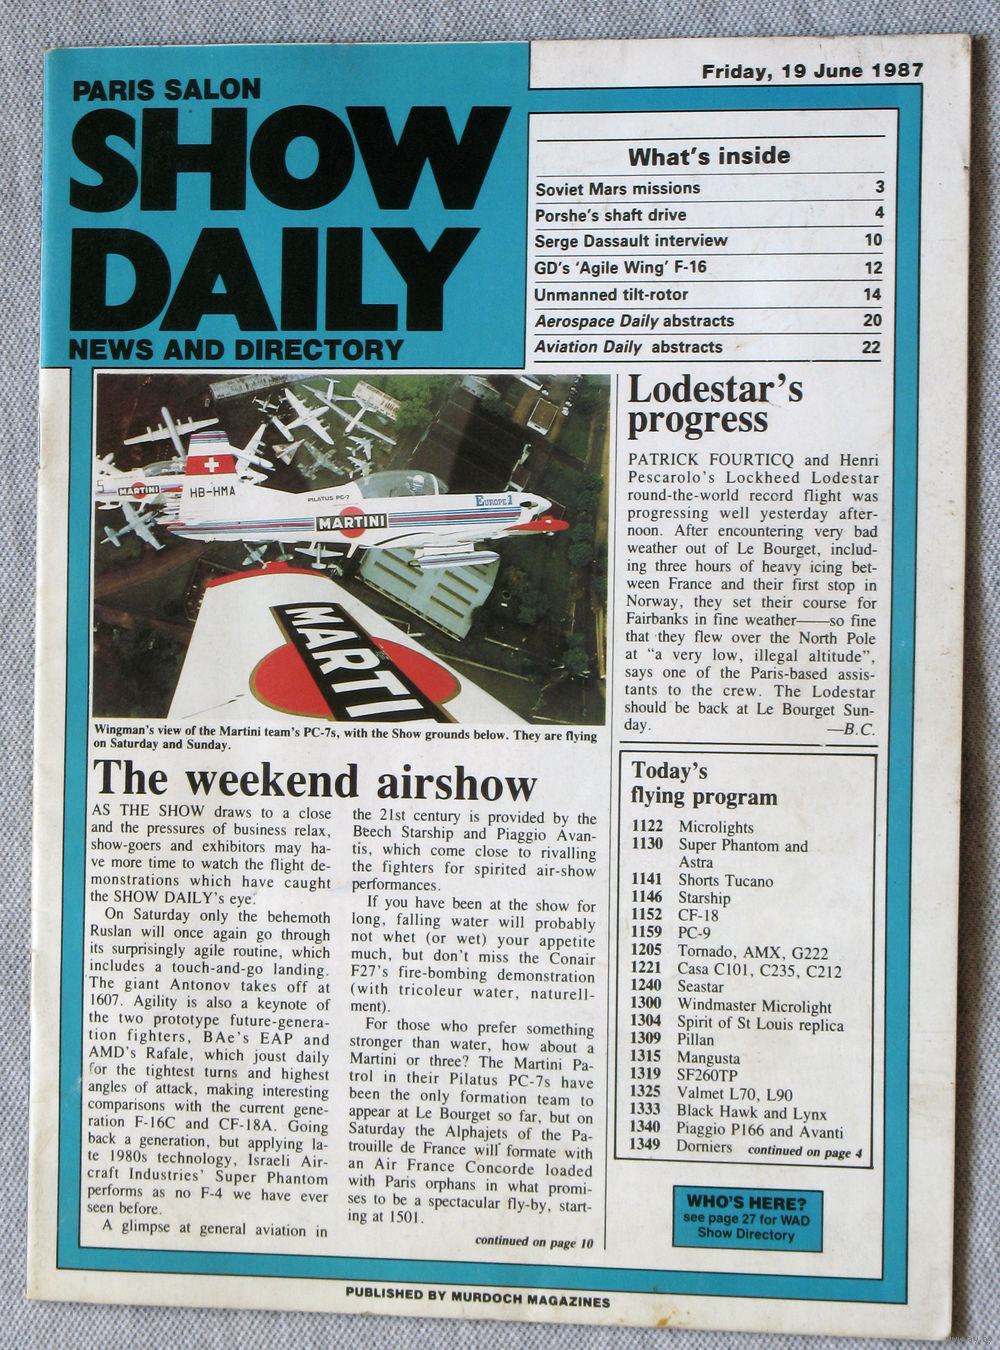 Friday, 19 June 1987
PARIS SALON
SHOW
DAILY
NEWS AND DIRECTORY
What's inside
Soviet Mars missions 3
Porshe's shaft drive 4
Serge Dassault interview 10
GD's 'Agile Wing' F-16 12
Unmanned tilt-rotor 14
Aerospace Daily abstracts 20
Aviation Daily abstracts 22
MARTINI
HB-HMA
PILATUS PC-7
MARTINI
EUROPE 1
MARTINI
Wingman's view of the Martini team's PC-7s, with the Show grounds below. They are flying
on Saturday and Sunday.
The weekend airshow
AS THE SHOW draws to a close
and the pressures of business relax,
show-goers and exhibitors may ha-
ve more time to watch the flight de-
monstrations which have caught
the SHOW DAILY's eye.
On Saturday only the behemoth
Ruslan will once again go through
its surprisingly agile routine, which
includes a touch-and-go landing.
The giant Antonov takes off at
1607. Agility is also a keynote of
the two prototype future-genera-
tion fighters, BAe's EAP and
AMD's Rafale, which joust daily
for the tightest turns and highest
angles of attack, making interesting
comparisons with the current gene-
ration F-16C and CF-18A. Going
back a generation, but applying la-
te 1980s technology, Israeli Air-
craft Industries' Super Phantom
performs as no F-4 we have ever
seen before.
A glimpse at general aviation in
the 21st century is provided by the
Beech Starship and Piaggio Avan-
tis, which come close to rivalling
the fighters for spirited air-show
performances.
If you have been at the show for
long, falling water will probably
not whet (or wet) your appetite
much, but don't miss the Conair
F27's fire-bombing demonstration
(with tricoleur water, naturell-
ment).
For those who prefer something
stronger than water, how about a
Martini or three? The Martini Pa-
trol in their Pilatus PC-7s have
been the only formation team to
appear at Le Bourget so far, but on
Saturday the Alphajets of the Pa-
trouille de France will formate with
an Air France Concorde loaded
with Paris orphans in what promi-
ses to be a spectacular fly-by, start-
ing at 1501.
continued on page 10
Lodestar's
progress
PATRICK FOURTICQ and Henri
Pescarolo's Lockheed Lodestar
round-the-world record flight was
progressing well yesterday after-
noon. After encountering very bad
weather out of Le Bourget, includ-
ing three hours of heavy icing bet-
ween France and their first stop in
Norway, they set their course for
Fairbanks in fine weather——so fine
that they flew over the North Pole
at "a very low, illegal altitude",
says one of the Paris-based assis-
tants to the crew. The Lodestar
should be back at Le Bourget Sun-
day. —B.C.
Today's
flying program
1122 Microlights
1130 Super Phantom and
Astra
1141 Shorts Tucano
1146 Starship
1152 CF-18
1159 PC-9
1205 Tornado, AMX, G222
1221 Casa C101, C235, C212
1240 Seastar
1300 Windmaster Microlight
1304 Spirit of St Louis replica
1309 Pillan
1315 Mangusta
1319 SF260TP
1325 Valmet L70, L90
1333 Black Hawk and Lynx
1340 Piaggio P166 and Avanti
1349 Dorniers continued on page 4
WHO'S HERE?
see page 27 for WAD
Show Directory
PUBLISHED BY MURDOCH MAGAZINES